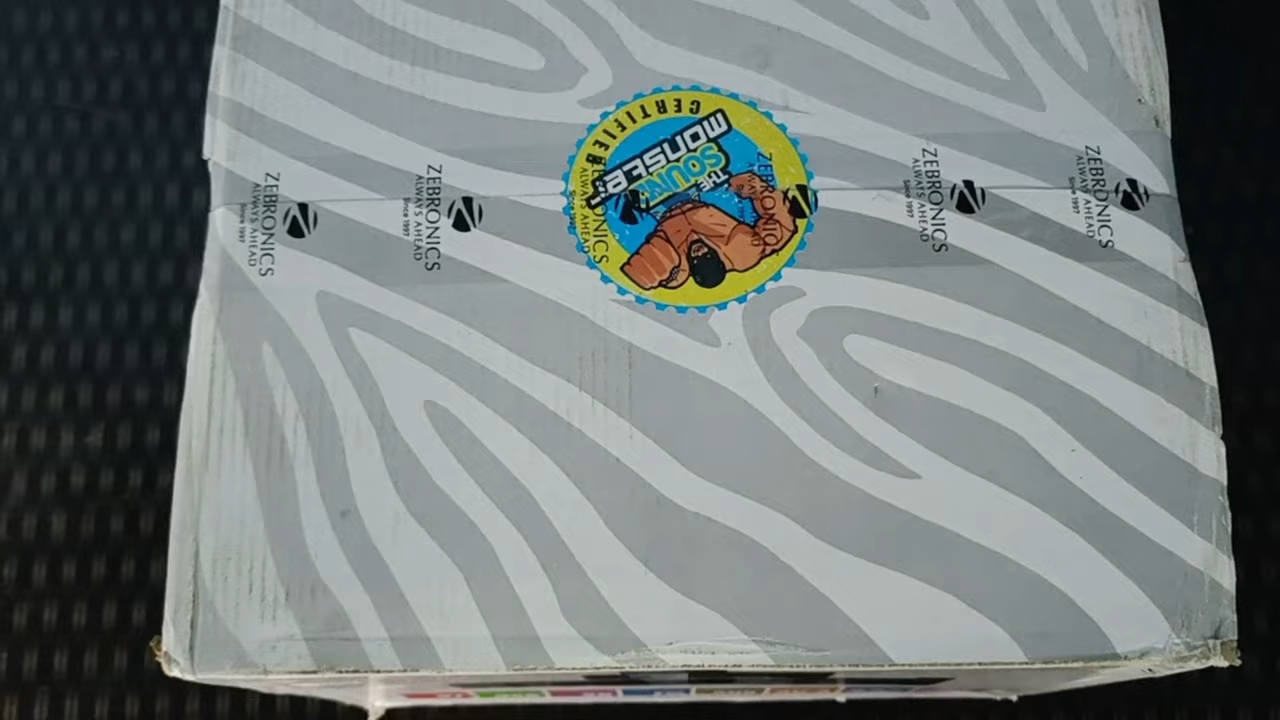 ZEBRONICS
ALWAYS AHEAD
Since 1997
ZEBRONICS
ALWAYS AHEAD
Since 1997
CERTIFIED
THE
SOUND
MONSTER
ZEBRONICS
ALWAYS AHEAD
ZEBRONICS
ALWAYS AHEAD
Since 1997
ZEBRONICS
ALWAYS AHEAD
Since 1997